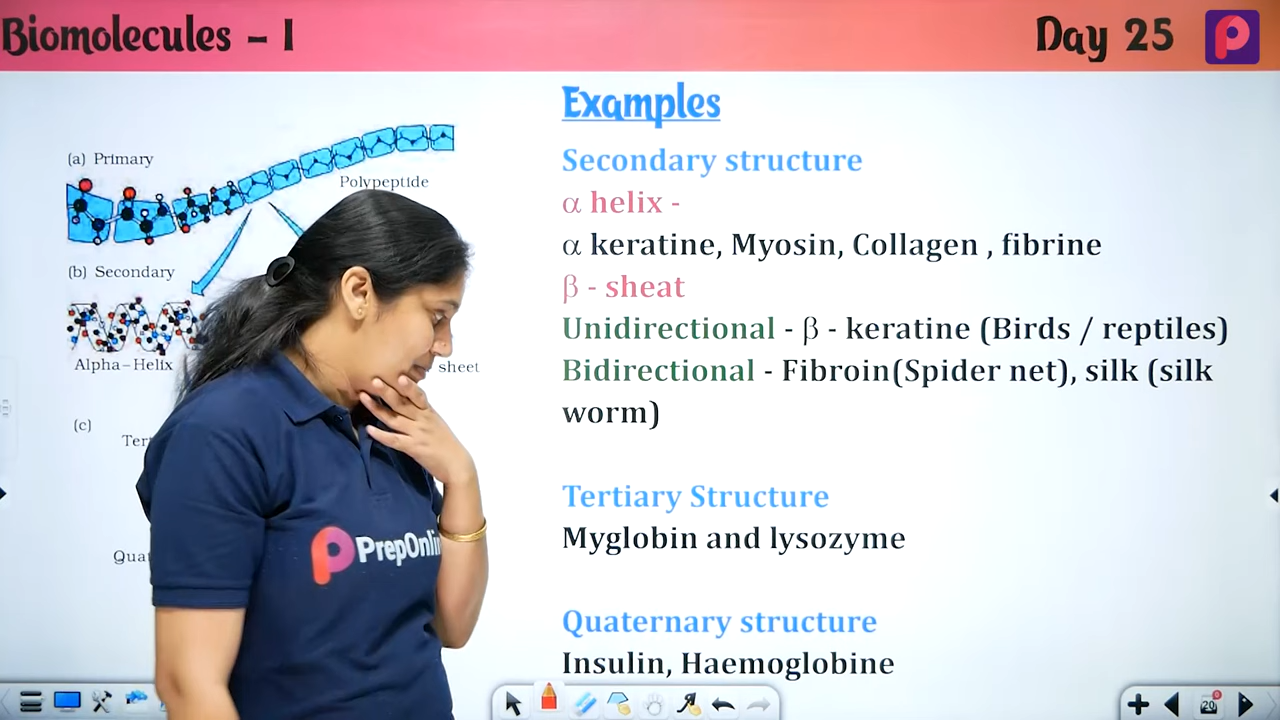 Biomolecules - I
Day 25
(a) Primary
Polypeptide
(b) Secondary
Alpha-Helix
sheet
(c)
Examples
Secondary structure
α helix -
α keratine, Myosin, Collagen , fibrine
β - sheat
Unidirectional - β - keratine (Birds / reptiles)
Bidirectional - Fibroin(Spider net), silk (silk
worm)
Tertiary Structure
Myglobin and lysozyme
Quaternary structure
Insulin, Haemoglobine
PrepOnlin
20